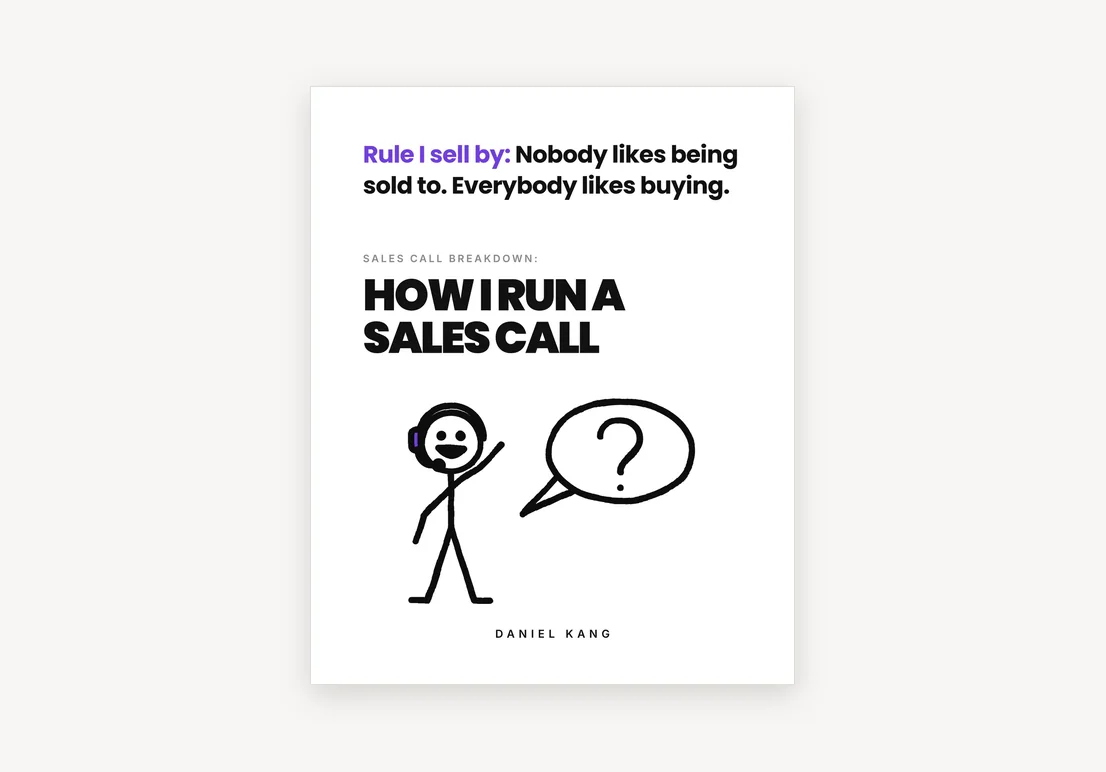 Rule I sell by: Nobody likes being
sold to. Everybody likes buying.
SALES CALL BREAKDOWN:
HOW I RUN A
SALES CALL
?
DANIEL KANG